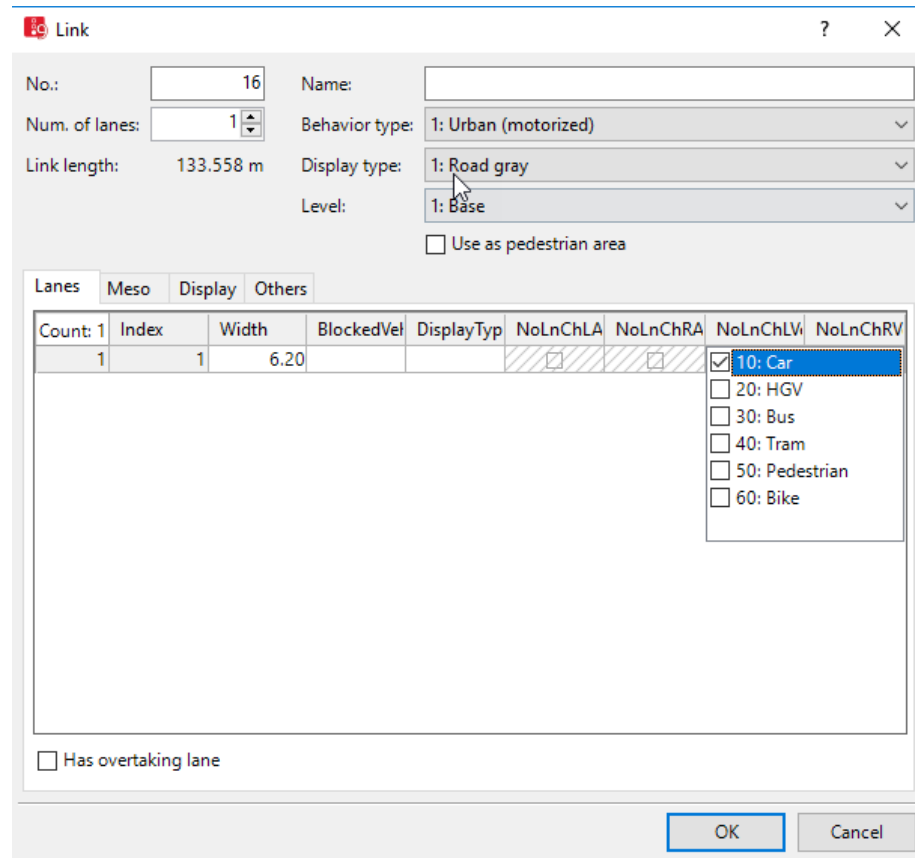 Link ? ×
No.: 16 Name:
Num. of lanes: 1 Behavior type: 1: Urban (motorized)
Link length: 133.558 m Display type: 1: Road gray
Level: 1: Base
Use as pedestrian area
Lanes Meso Display Others
Count: 1 Index Width BlockedVeh DisplayTyp NoLnChLA NoLnChRA NoLnChLV NoLnChRV
1 1 6.20
10: Car
20: HGV
30: Bus
40: Tram
50: Pedestrian
60: Bike
Has overtaking lane
OK Cancel